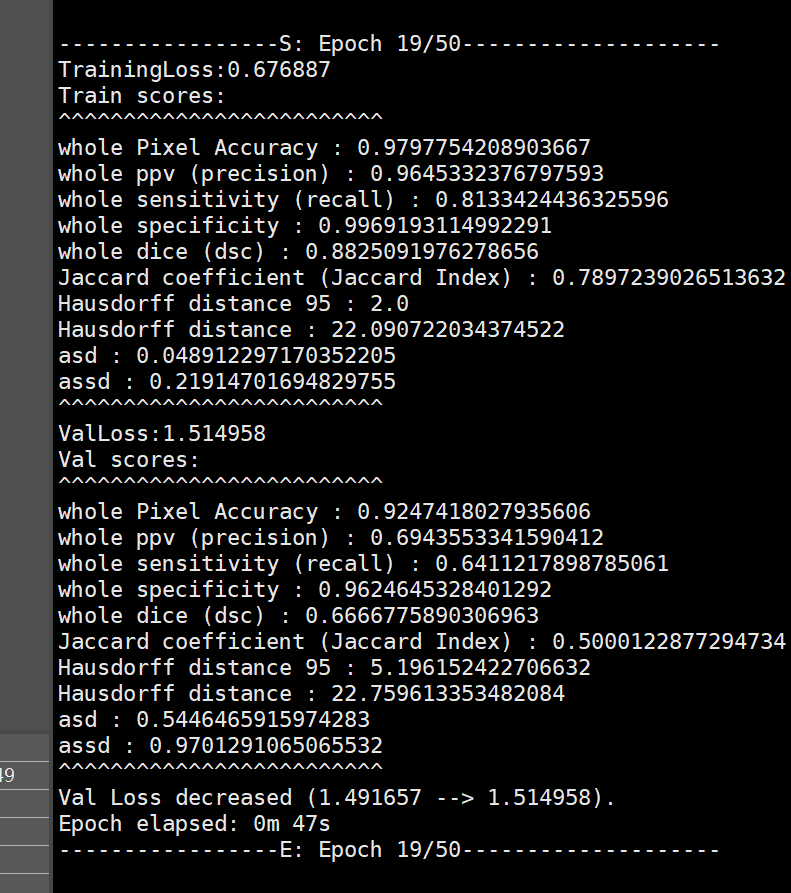 -----------------S: Epoch 19/50--------------------
TrainingLoss:0.676887
Train scores:
^^^^^^^^^^^^^^^^^^^^^^^^^
whole Pixel Accuracy : 0.9797754208903667
whole ppv (precision) : 0.9645332376797593
whole sensitivity (recall) : 0.8133424436325596
whole specificity : 0.9969193114992291
whole dice (dsc) : 0.8825091976278656
Jaccard coefficient (Jaccard Index) : 0.7897239026513632
Hausdorff distance 95 : 2.0
Hausdorff distance : 22.090722034374522
asd : 0.048912297170352205
assd : 0.21914701694829755
^^^^^^^^^^^^^^^^^^^^^^^^^
ValLoss:1.514958
Val scores:
^^^^^^^^^^^^^^^^^^^^^^^^^
whole Pixel Accuracy : 0.9247418027935606
whole ppv (precision) : 0.6943553341590412
whole sensitivity (recall) : 0.6411217898785061
whole specificity : 0.9624645328401292
whole dice (dsc) : 0.6666775890306963
Jaccard coefficient (Jaccard Index) : 0.5000122877294734
Hausdorff distance 95 : 5.196152422706632
Hausdorff distance : 22.759613353482084
asd : 0.5446465915974283
assd : 0.9701291065065532
^^^^^^^^^^^^^^^^^^^^^^^^^
49
Val Loss decreased (1.491657 --> 1.514958).
Epoch elapsed: 0m 47s
-----------------E: Epoch 19/50--------------------